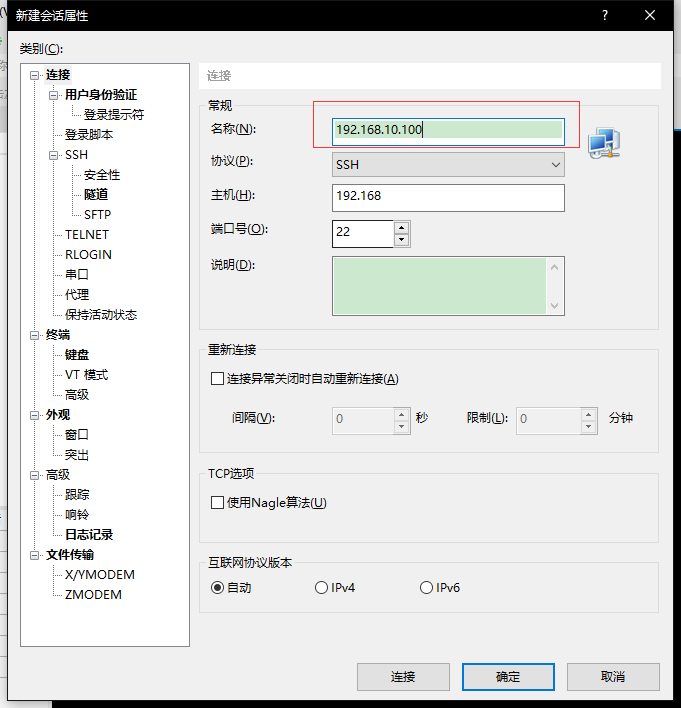 新建会话属性
类别(C):
连接
用户身份验证
登录提示符
登录脚本
SSH
安全性
隧道
SFTP
TELNET
RLOGIN
串口
代理
保持活动状态
终端
键盘
VT 模式
高级
外观
窗口
突出
高级
跟踪
响铃
日志记录
文件传输
X/YMODEM
ZMODEM
连接
常规
名称(N):
192.168.10.100
协议(P):
SSH
主机(H):
192.168
端口号(O):
22
说明(D):
重新连接
连接异常关闭时自动重新连接(A)
间隔(V): 0 秒 限制(L): 0 分钟
TCP选项
使用Nagle算法(U)
互联网协议版本
自动 IPv4 IPv6
连接 确定 取消